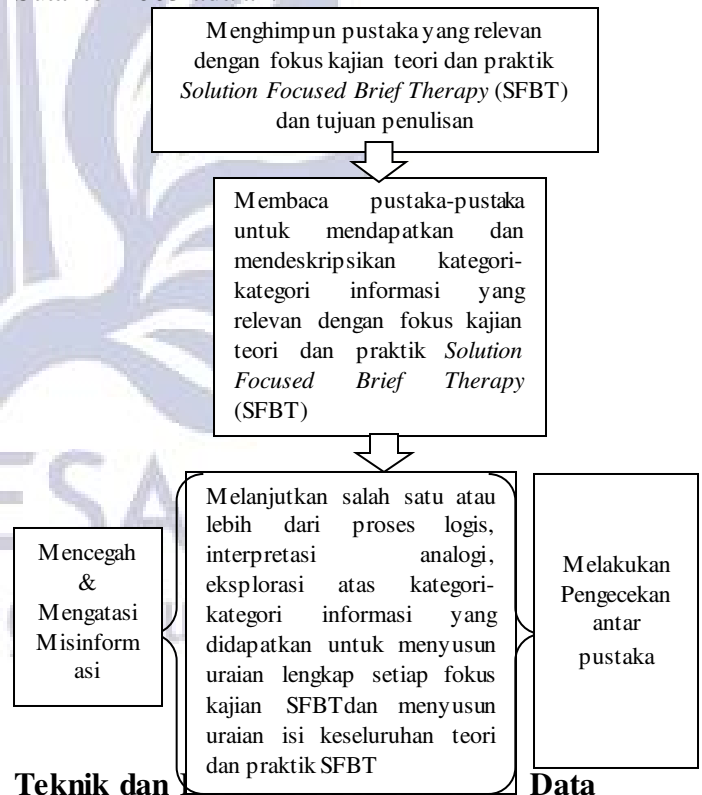 Menghimpun pustaka yang relevan
dengan fokus kajian teori dan praktik
Solution Focused Brief Therapy (SFBT)
dan tujuan penulisan
Membaca pustaka-pustaka
untuk mendapatkan dan
mendeskripsikan kategori-
kategori informasi yang
relevan dengan fokus kajian
teori dan praktik Solution
Focused Brief Therapy
(SFBT)
Mencegah
&
Mengatasi
Misinform
asi
Melanjutkan salah satu atau
lebih dari proses logis,
interpretasi analogi,
eksplorasi atas kategori-
kategori informasi yang
didapatkan untuk menyusun
uraian lengkap setiap fokus
kajian SFBTdan menyusun
uraian isi keseluruhan teori
dan praktik SFBT
Melakukan
Pengecekan
antar
pustaka
Teknik dan Data